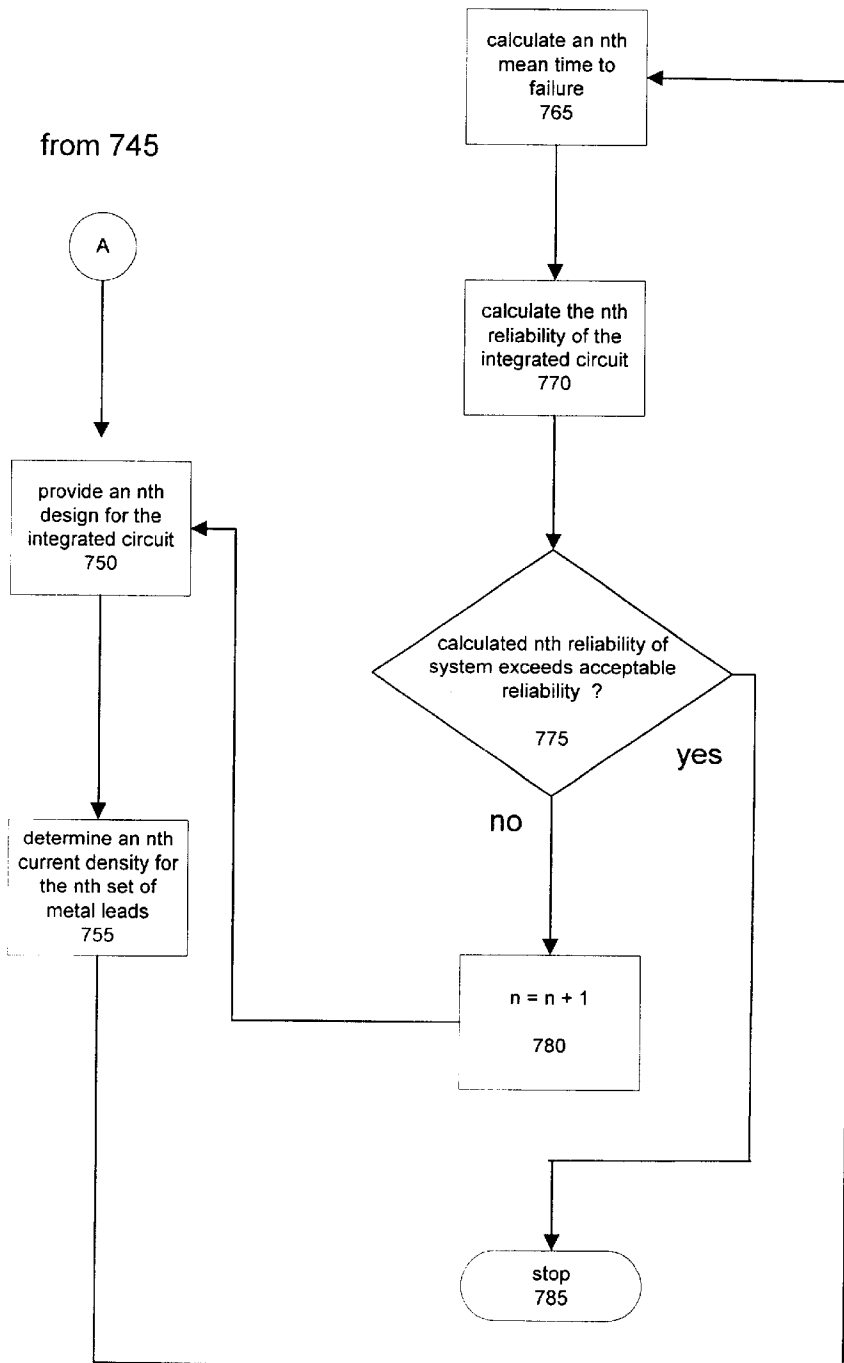 from 745
A
provide an nth
design for the
integrated circuit
750
determine an nth
current density for
the nth set of
metal leads
755
calculate an nth
mean time to
failure
765
calculate the nth
reliability of the
integrated circuit
770
calculated nth reliability of
system exceeds acceptable
reliability ?
775
yes
no
n = n + 1
780
stop
785